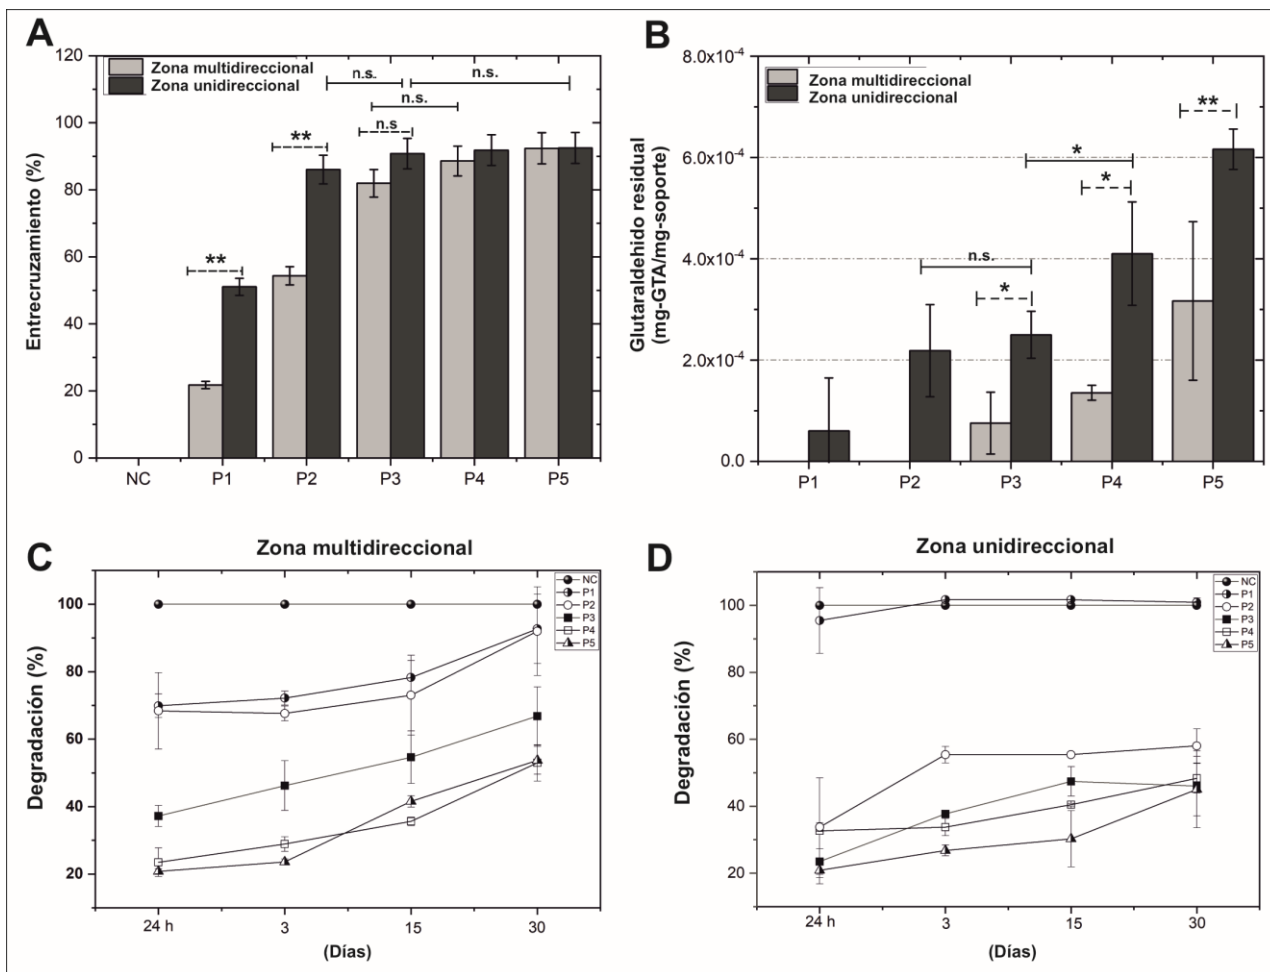 A
Entrecruzamiento (%)
120
100
80
60
40
20
0
Zona multidireccional
Zona unidireccional
n.s.
n.s.
n.s.
n.s
**
**
NC P1 P2 P3 P4 P5
B
Glutaraldehido residual
(mg-GTA/mg-soporte)
8.0x10⁻⁴
6.0x10⁻⁴
4.0x10⁻⁴
2.0x10⁻⁴
0.0
Zona multidireccional
Zona unidireccional
**
*
*
n.s.
*
P1 P2 P3 P4 P5
C
Zona multidireccional
Degradación (%)
100
80
60
40
20
NC
P1
P2
P3
P4
P5
24 h 3 15 30
(Días)
D
Zona unidireccional
Degradación (%)
100
80
60
40
20
NC
P1
P2
P3
P4
P5
24 h 3 15 30
(Días)